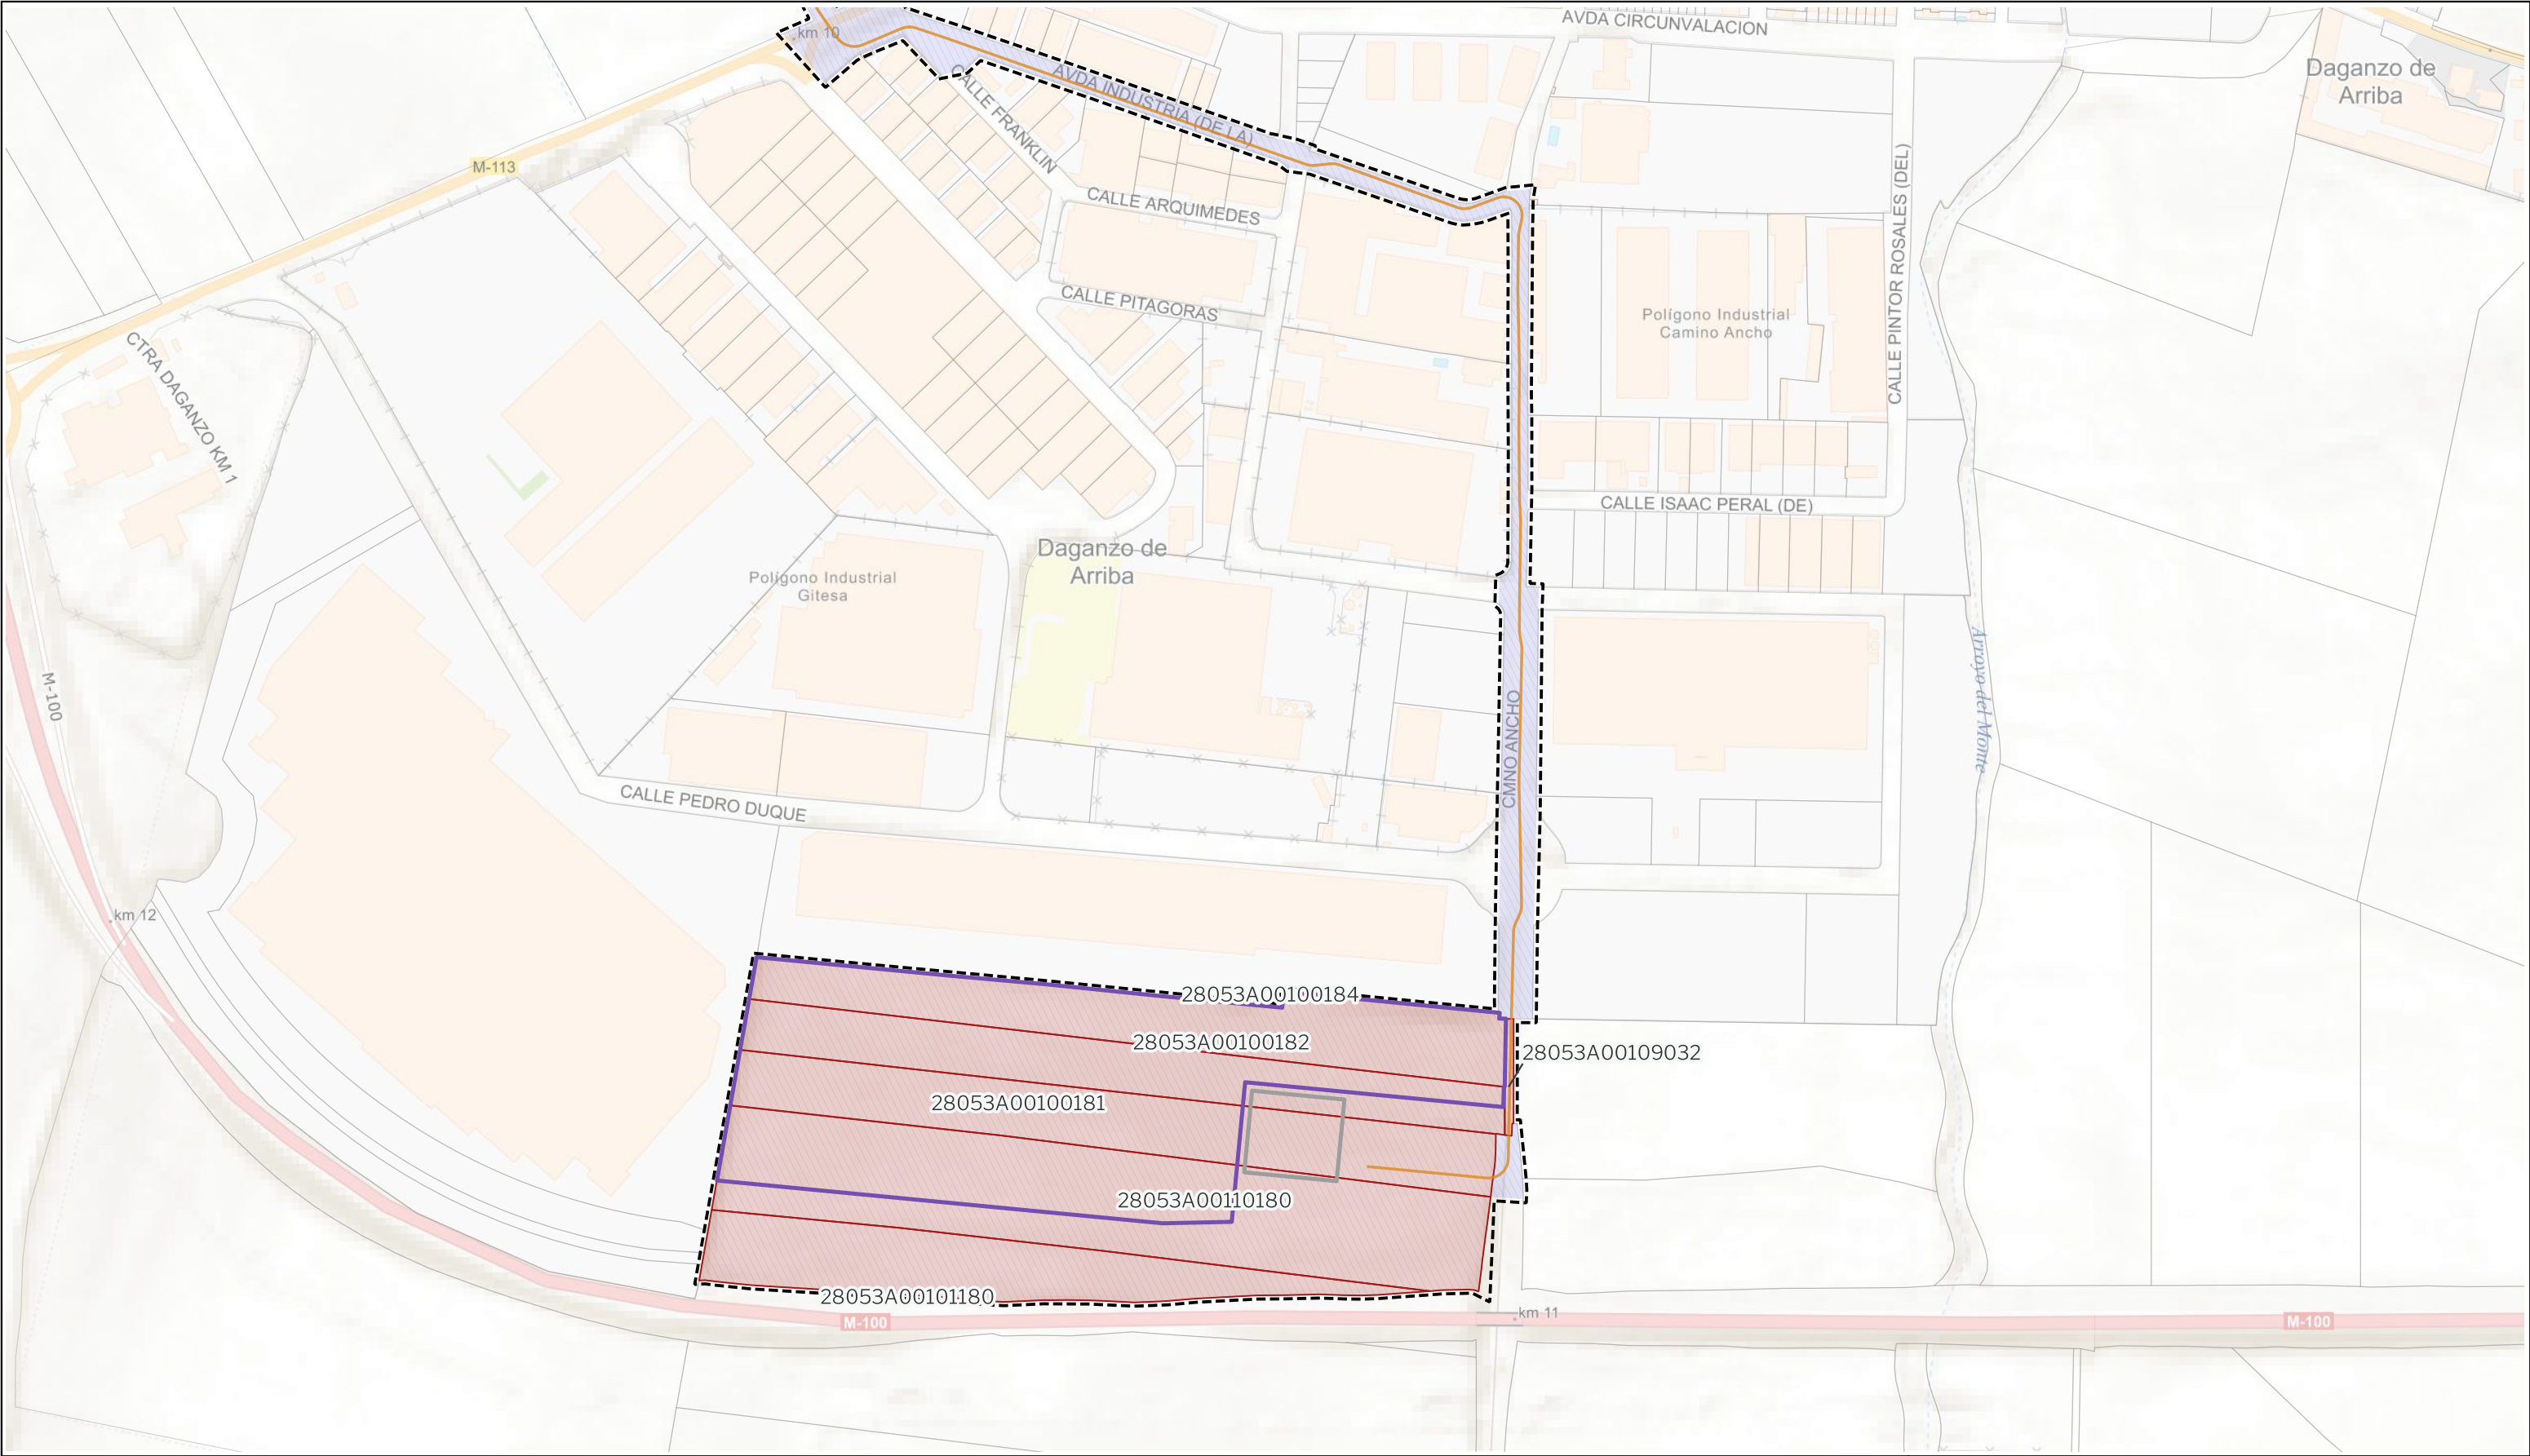 AVDA CIRCUNVALACION
km 10
Daganzo de
Arriba
AVDA INDUSTRIA (DE LA)
CALLE FRANKLIN
M-113
CALLE ARQUIMEDES
CALLE PINTOR ROSALES (DEL)
CALLE PITAGORAS
Polígono Industrial
Camino Ancho
CTRA DAGANZO KM 1
CALLE ISAAC PERAL (DE)
Daganzo de
Arriba
Polígono Industrial
Gitesa
M-100
Arroyo del Monte
CMNO ANCHO
CALLE PEDRO DUQUE
km 12
28053A00100184
28053A00100182
28053A00109032
28053A00100181
28053A00110180
28053A00101180
km 11
M-100
M-100